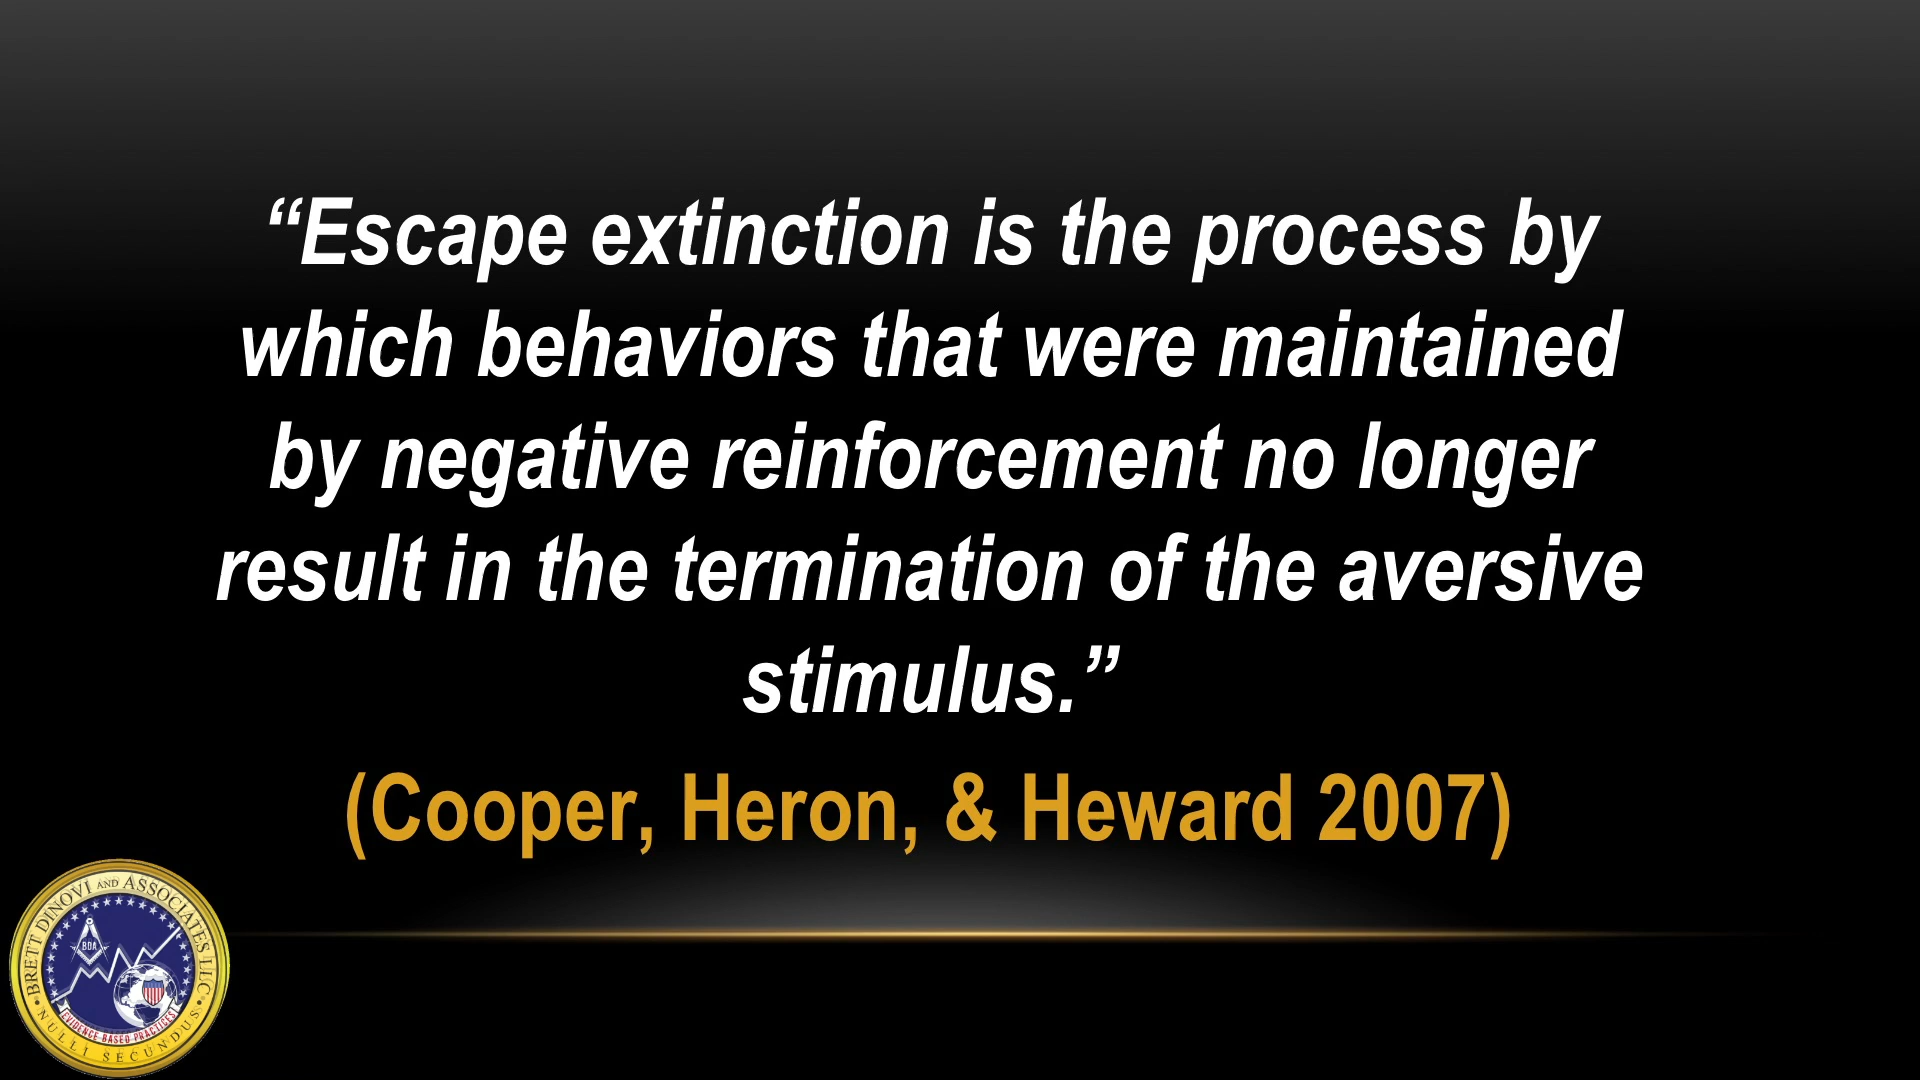 “Escape extinction is the process by
which behaviors that were maintained
by negative reinforcement no longer
result in the termination of the aversive
stimulus.”
(Cooper, Heron, & Heward 2007)
BRETT DINOVI AND ASSOCIATES LLC
BDA
EVIDENCE BASED PRACTICES
NULLI SECUNDUS